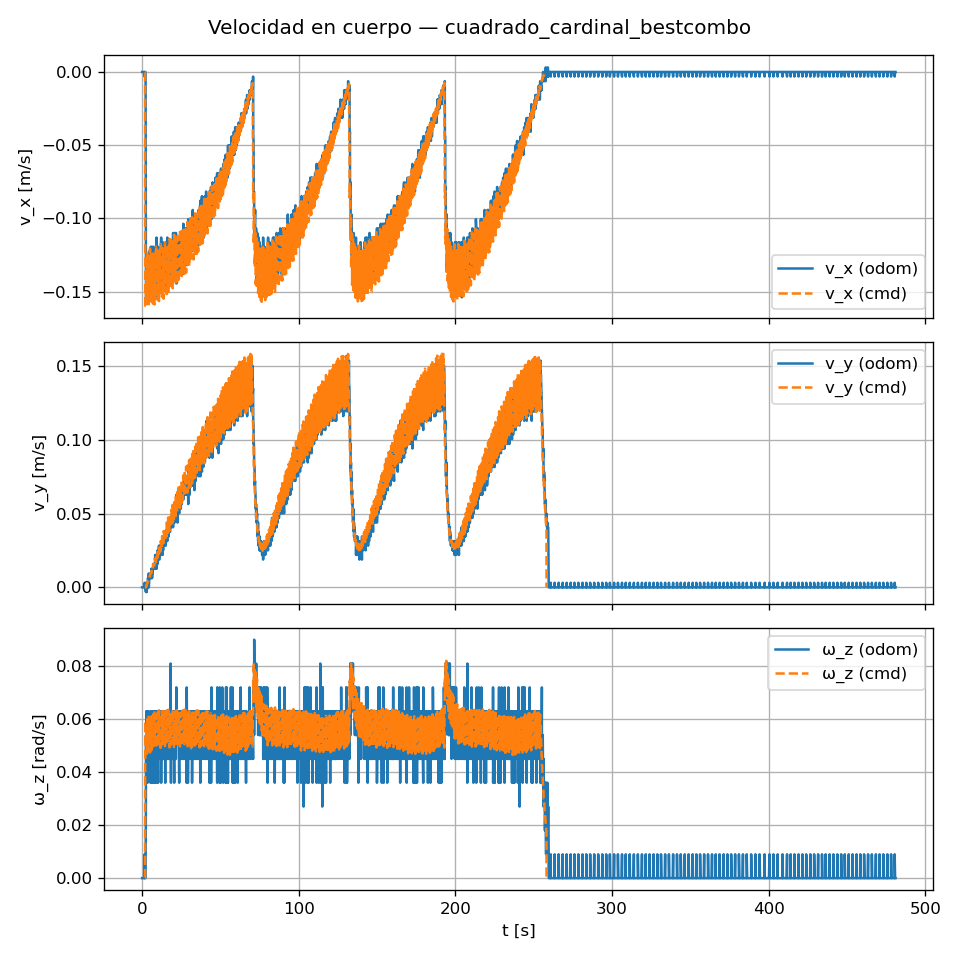 Velocidad en cuerpo — cuadrado_cardinal_bestcombo
0.00
−0.05
−0.10
−0.15
v_x [m/s]
v_x (odom)
v_x (cmd)
0.15
0.10
0.05
0.00
v_y [m/s]
v_y (odom)
v_y (cmd)
0.08
0.06
0.04
0.02
0.00
ω_z [rad/s]
ω_z (odom)
ω_z (cmd)
0
100
200
300
400
500
t [s]